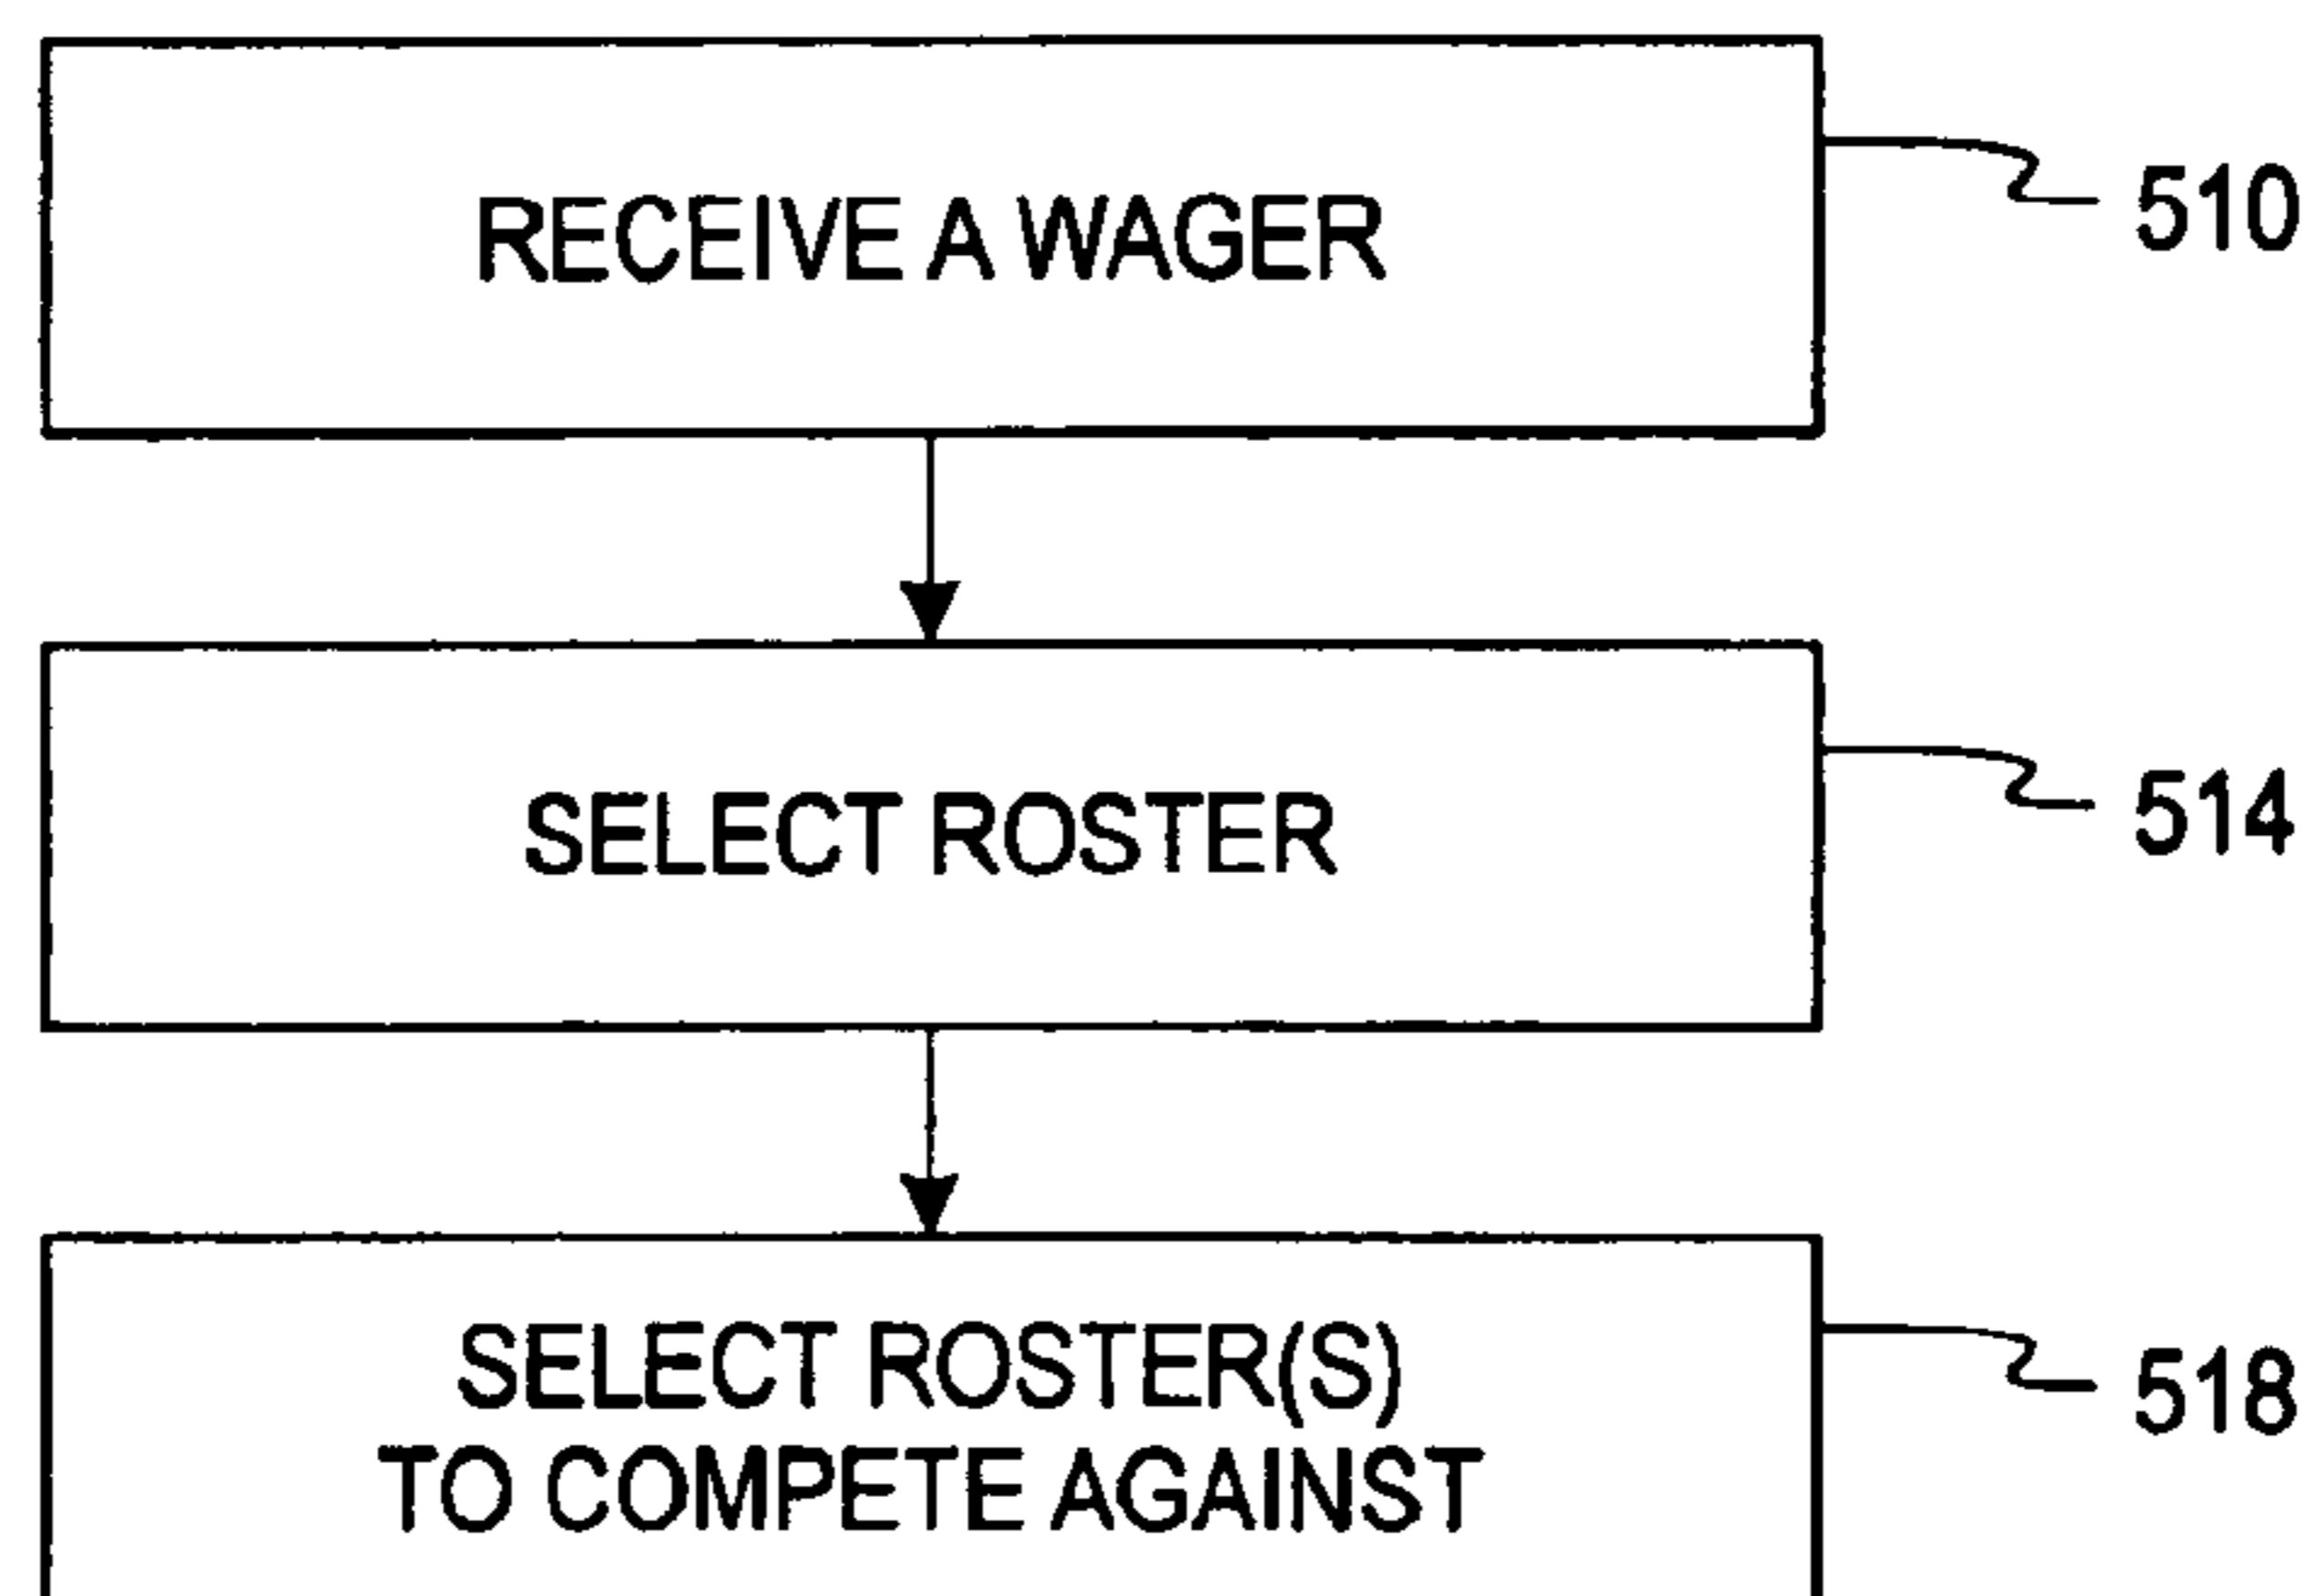 RECEIVE A WAGER
510
SELECT ROSTER
514
SELECT ROSTER(S)
TO COMPETE AGAINST
518